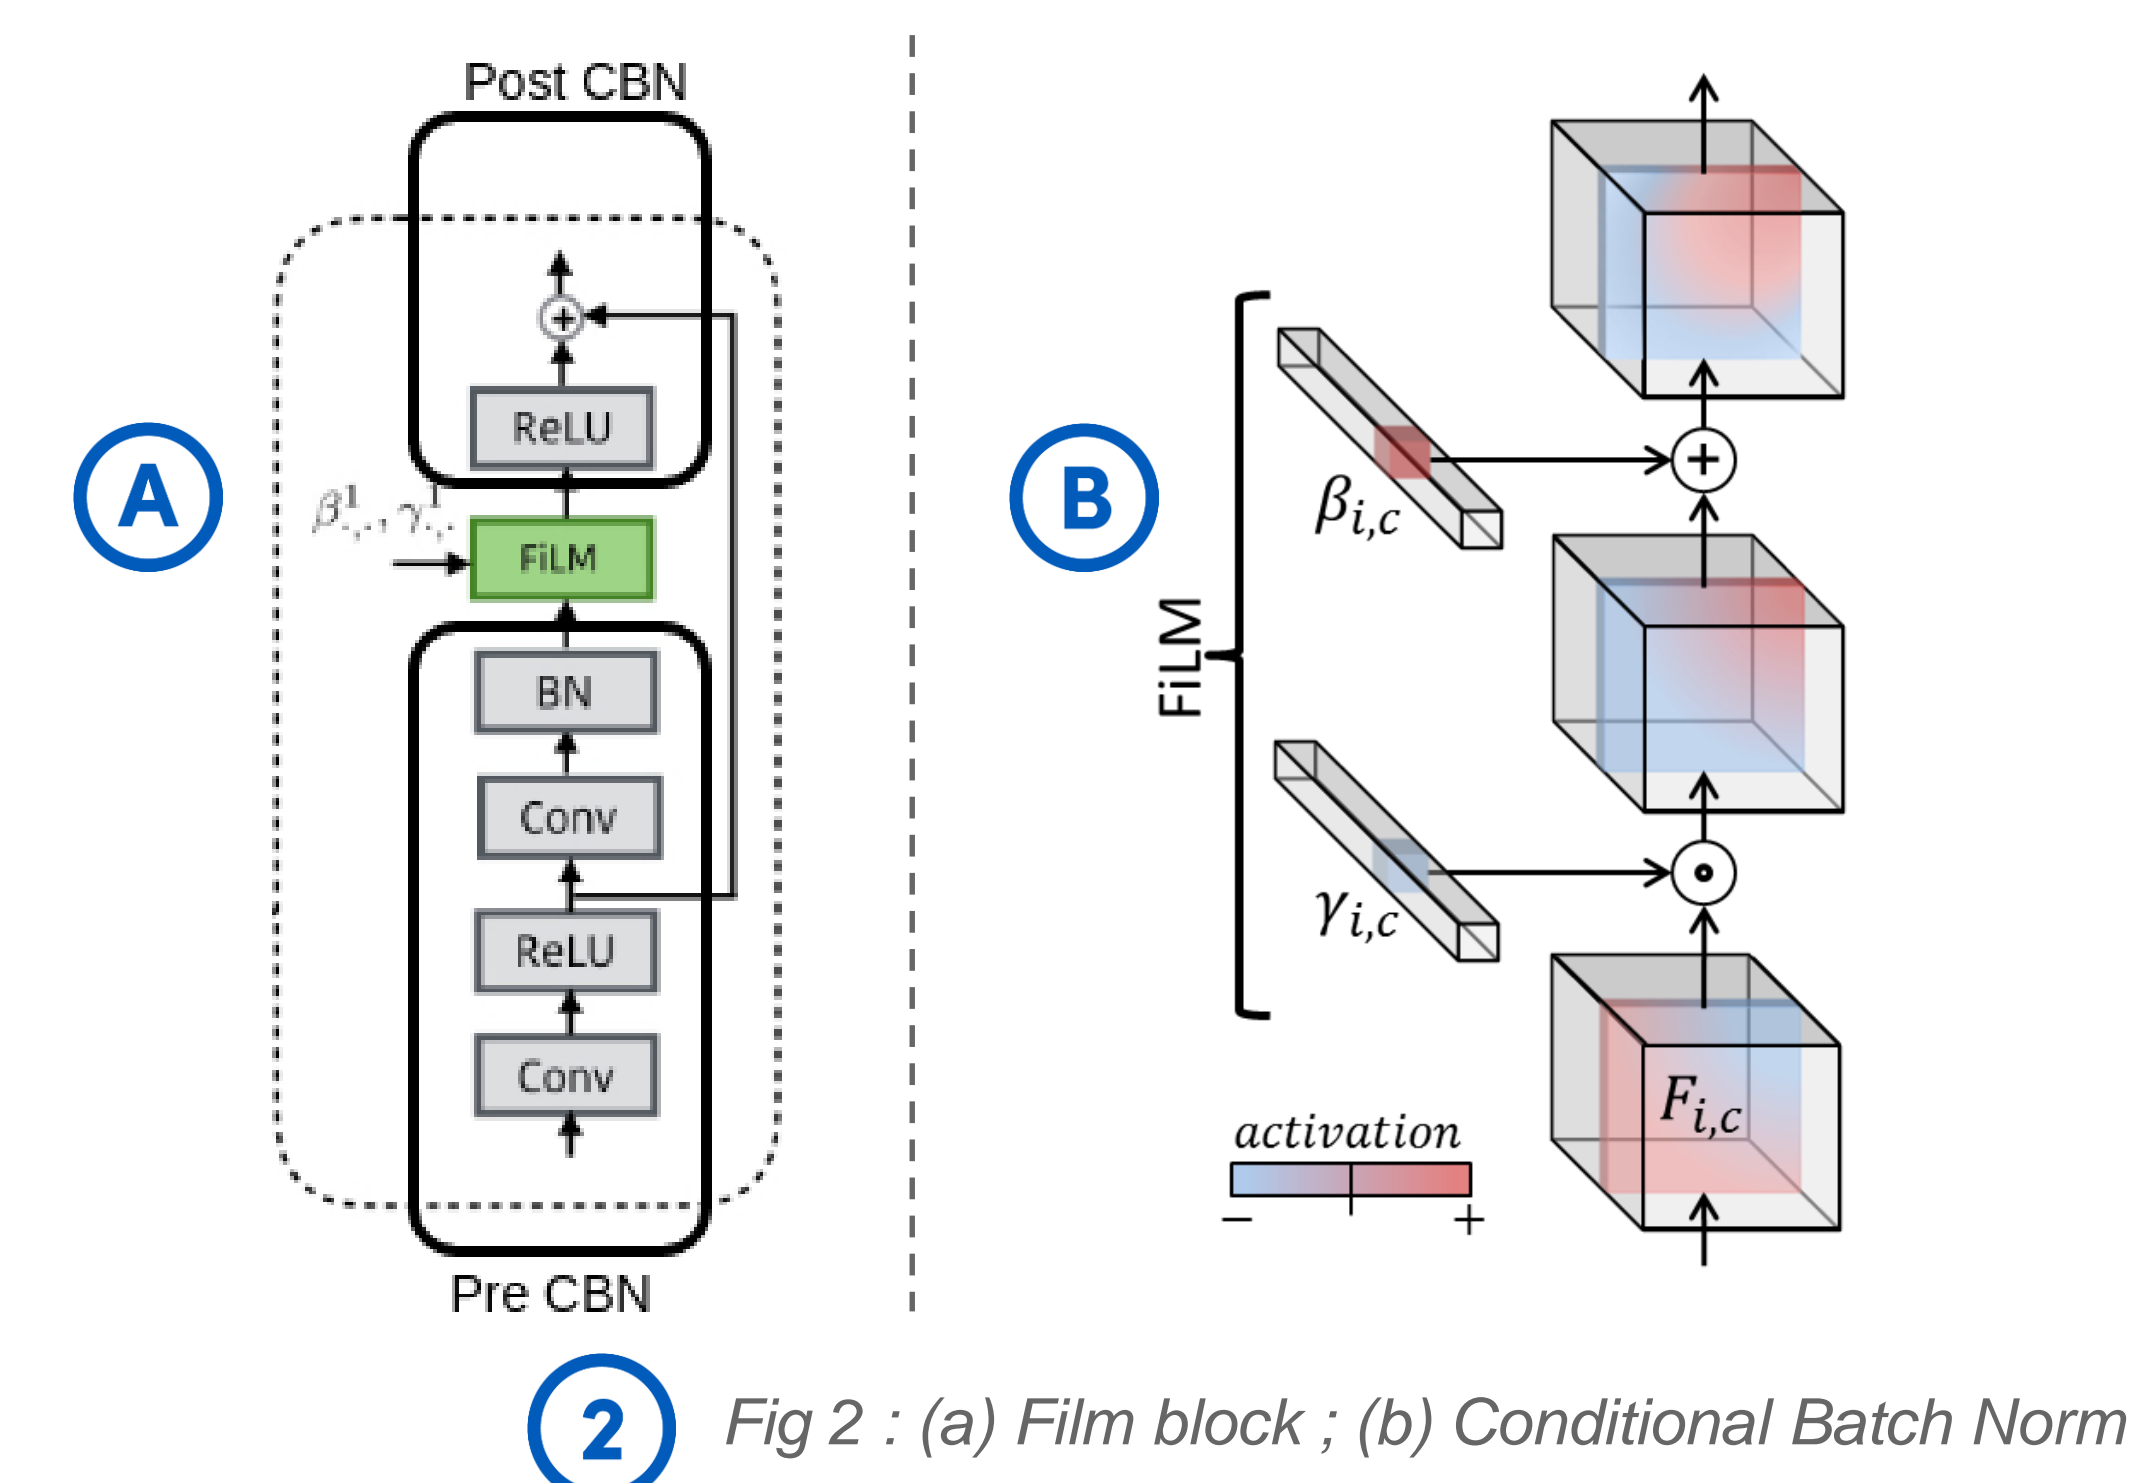 Post CBN
ReLU
β¹.,., γ¹.,.
FiLM
BN
Conv
ReLU
Conv
Pre CBN
A
B
FiLM
β_{i,c}
γ_{i,c}
F_{i,c}
activation
− +
2
Fig 2 : (a) Film block ; (b) Conditional Batch Norm